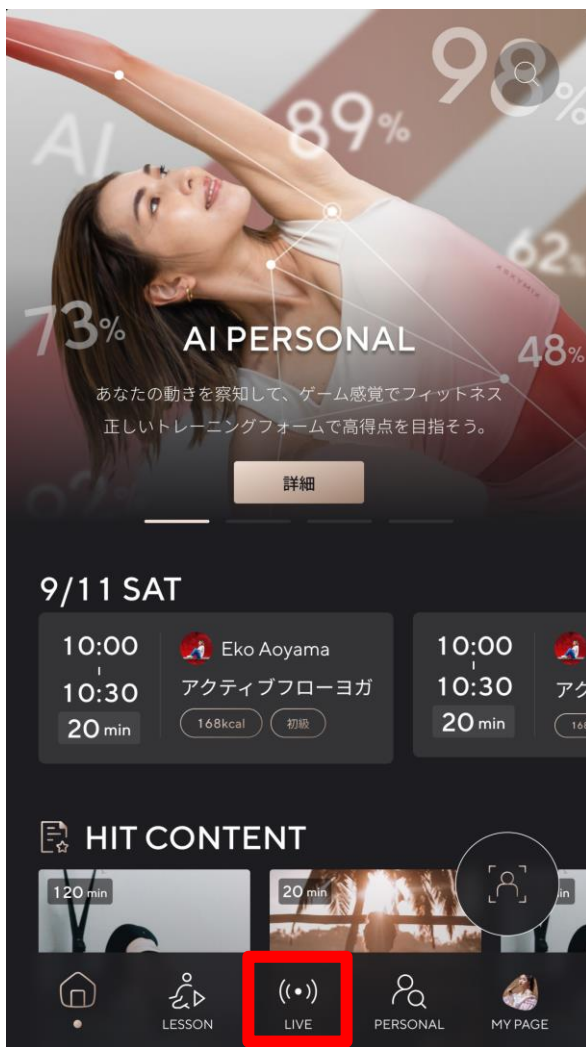 98%
89%
AI
62%
73%
AI PERSONAL
48%
あなたの動きを察知して、ゲーム感覚でフィットネス
正しいトレーニングフォームで高得点を目指そう。
詳細
9/11 SAT
10:00
10:30
20 min
Eko Aoyama
アクティブフローヨガ
168kcal
初級
10:00
10:30
20 min
HIT CONTENT
120 min
20 min
LESSON
LIVE
PERSONAL
MY PAGE